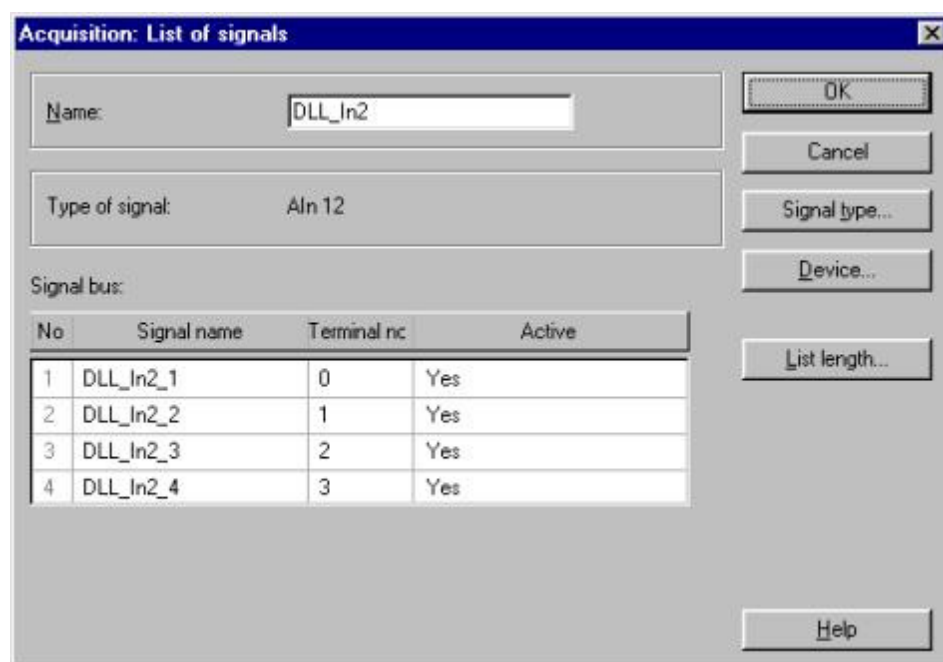 Acquisition: List of signals
Name: DLL_In2
OK
Cancel
Type of signal: AIn 12
Signal type...
Device...
Signal bus:
No Signal name Terminal nc Active
List length...
1 DLL_In2_1 0 Yes
2 DLL_In2_2 1 Yes
3 DLL_In2_3 2 Yes
4 DLL_In2_4 3 Yes
Help